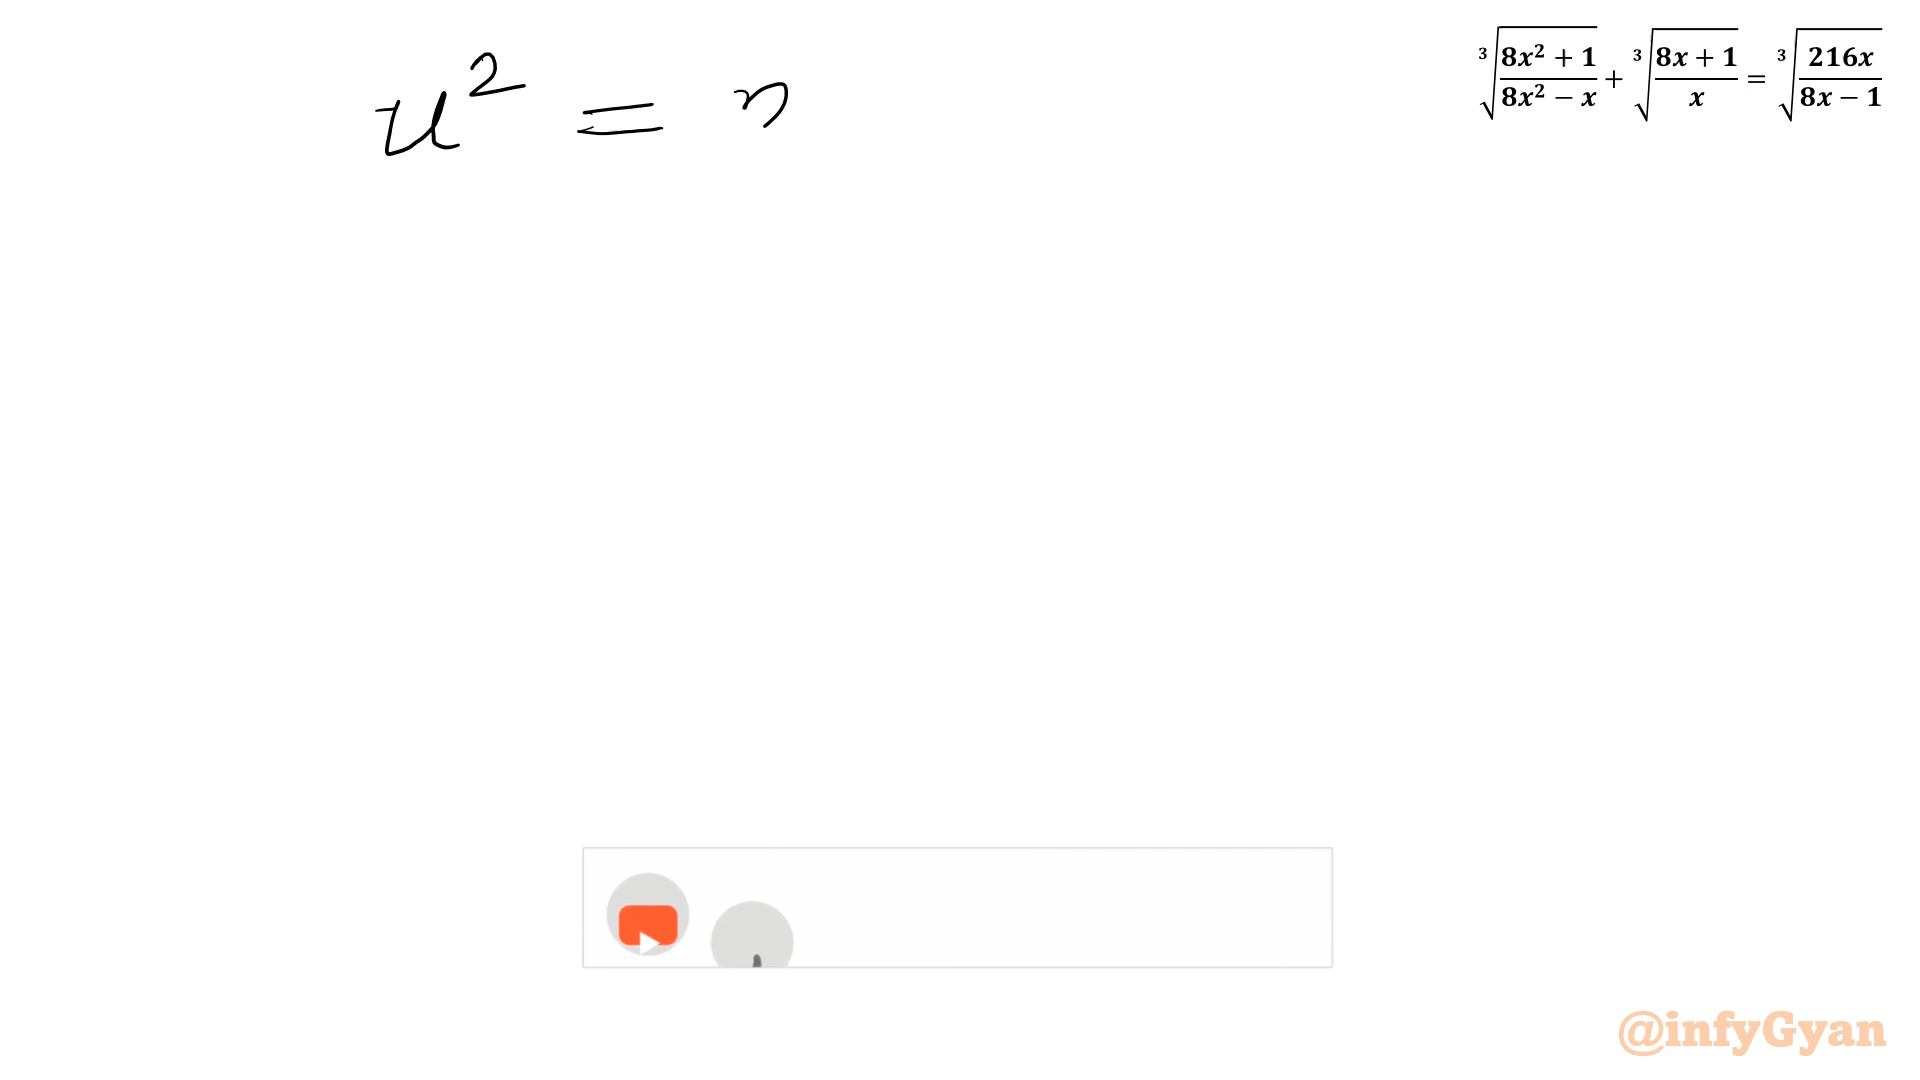 u² = x
∛((8x² + 1)/(8x² − x)) + ∛((8x + 1)/x) = ∛(216x/(8x − 1))
@infyGyan